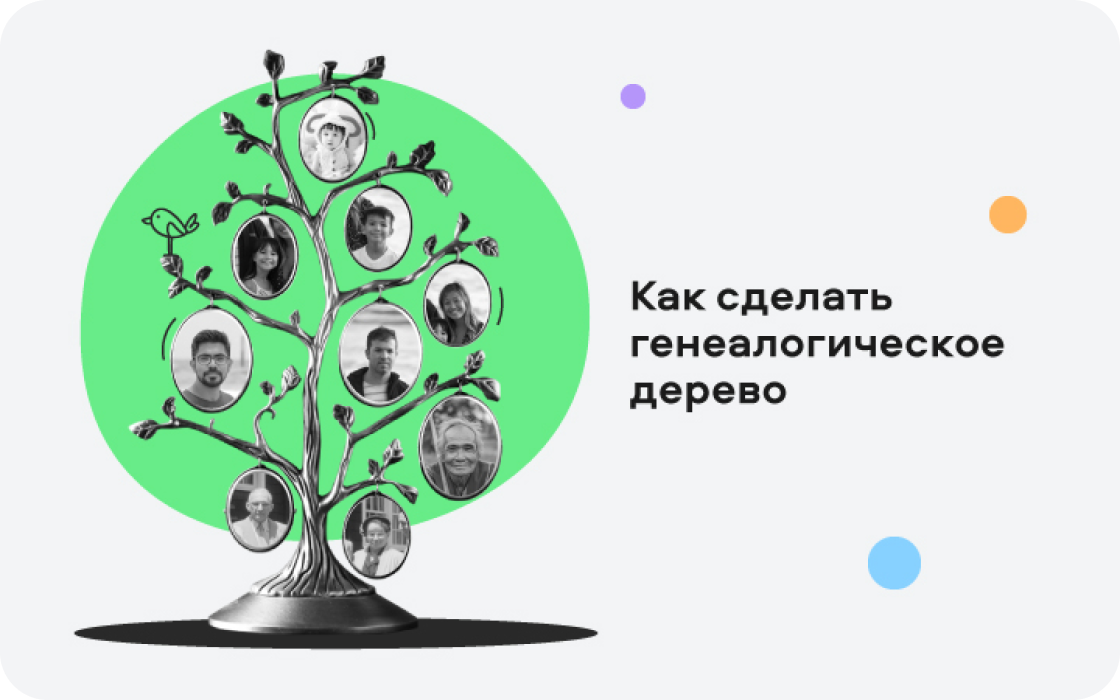 Как сделать
генеалогическое
дерево